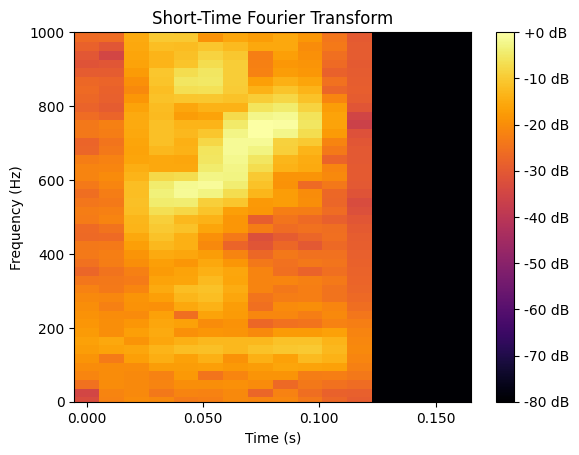 Short-Time Fourier Transform
1000
800
600
400
200
0
Frequency (Hz)
0.000
0.050
0.100
0.150
Time (s)
+0 dB
-10 dB
-20 dB
-30 dB
-40 dB
-50 dB
-60 dB
-70 dB
-80 dB